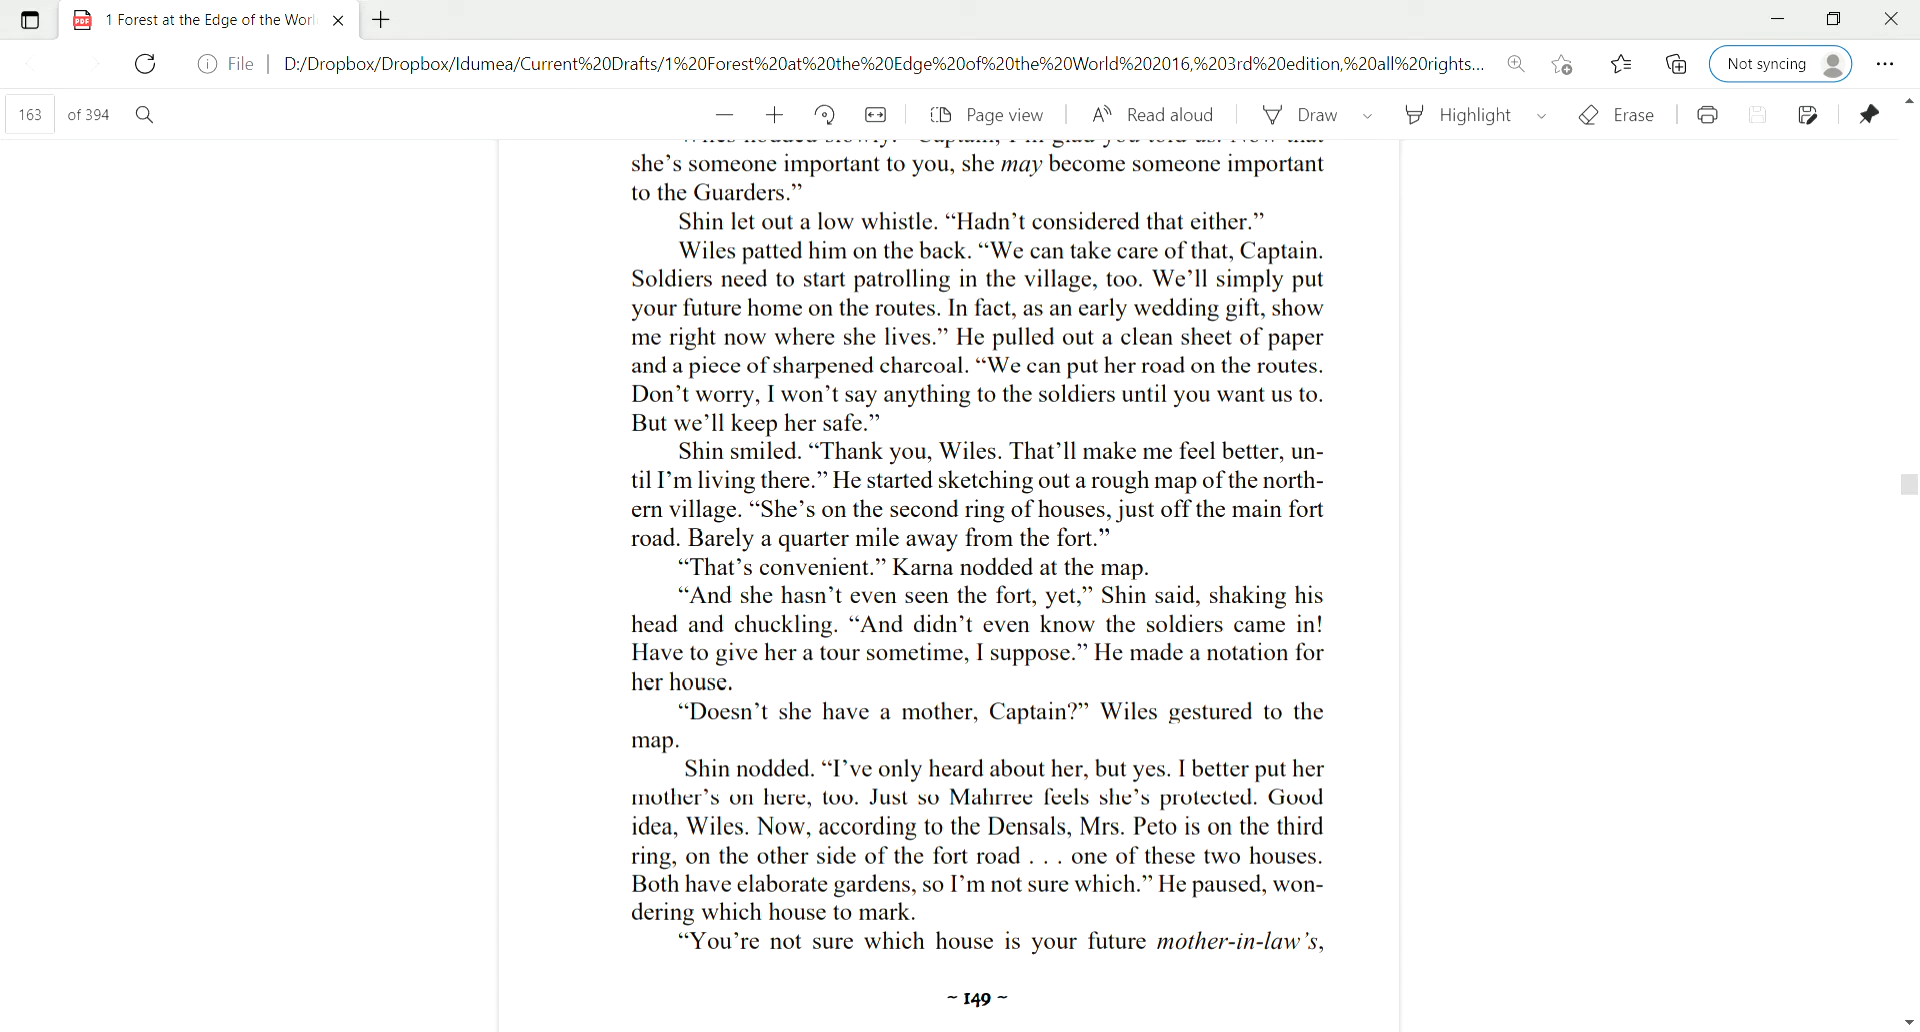 1 Forest at the Edge of the Worl
File
D:/Dropbox/Dropbox/Idumea/Current%20Drafts/1%20Forest%20at%20the%20Edge%20of%20the%20World%202016,%203rd%20edition,%20all%20rights...
Not syncing
163 of 394
Page view
Read aloud
Draw
Highlight
Erase
Wiles nodded slowly. “Captain, I’m glad you told us. Now that
she’s someone important to you, she may become someone important
to the Guarders.”
Shin let out a low whistle. “Hadn’t considered that either.”
Wiles patted him on the back. “We can take care of that, Captain.
Soldiers need to start patrolling in the village, too. We’ll simply put
your future home on the routes. In fact, as an early wedding gift, show
me right now where she lives.” He pulled out a clean sheet of paper
and a piece of sharpened charcoal. “We can put her road on the routes.
Don’t worry, I won’t say anything to the soldiers until you want us to.
But we’ll keep her safe.”
Shin smiled. “Thank you, Wiles. That’ll make me feel better, un-
til I’m living there.” He started sketching out a rough map of the north-
ern village. “She’s on the second ring of houses, just off the main fort
road. Barely a quarter mile away from the fort.”
“That’s convenient.” Karna nodded at the map.
“And she hasn’t even seen the fort, yet,” Shin said, shaking his
head and chuckling. “And didn’t even know the soldiers came in!
Have to give her a tour sometime, I suppose.” He made a notation for
her house.
“Doesn’t she have a mother, Captain?” Wiles gestured to the
map.
Shin nodded. “I’ve only heard about her, but yes. I better put her
mother’s on here, too. Just so Mahrree feels she’s protected. Good
idea, Wiles. Now, according to the Densals, Mrs. Peto is on the third
ring, on the other side of the fort road . . . one of these two houses.
Both have elaborate gardens, so I’m not sure which.” He paused, won-
dering which house to mark.
“You’re not sure which house is your future mother-in-law’s,
~ 149 ~